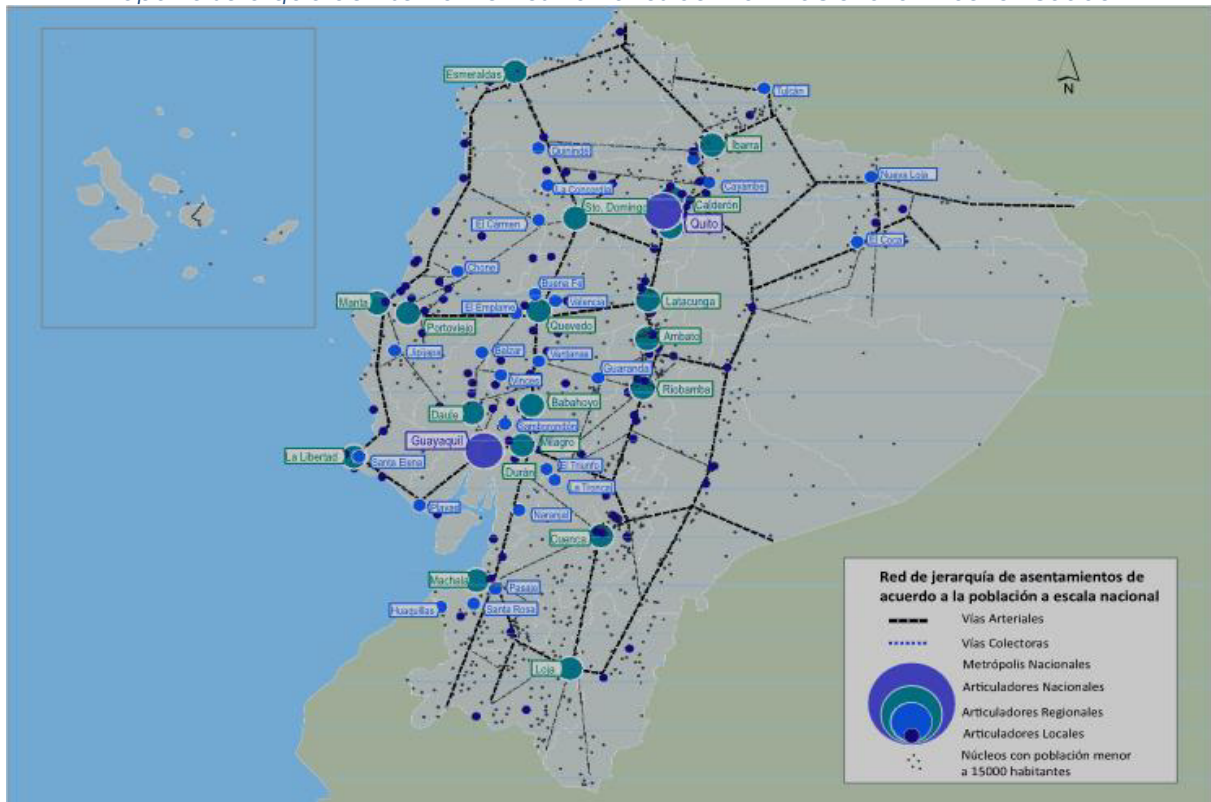 Esmeraldas
Tulcán
Ibarra
Quinindé
Nueva Loja
La Concordia
Cayambe
Sto. Domingo
Calderón
El Carmen
Quito
El Coca
Chone
Buena Fe
Manta
El Empalme
Valencia
Latacunga
Portoviejo
Quevedo
Ambato
Jipijapa
Balzar
Ventanas
Guaranda
Vinces
Riobamba
Babahoyo
Daule
Samborondón
Guayaquil
Milagro
La Libertad
Santa Elena
Durán
El Triunfo
La Troncal
Playas
Naranjal
Cuenca
Machala
Pasaje
Huaquillas
Santa Rosa
Loja
N
Red de jerarquía de asentamientos de
acuerdo a la población a escala nacional
Vías Arteriales
Vías Colectoras
Metrópolis Nacionales
Articuladores Nacionales
Articuladores Regionales
Articuladores Locales
Núcleos con población menor
a 15000 habitantes